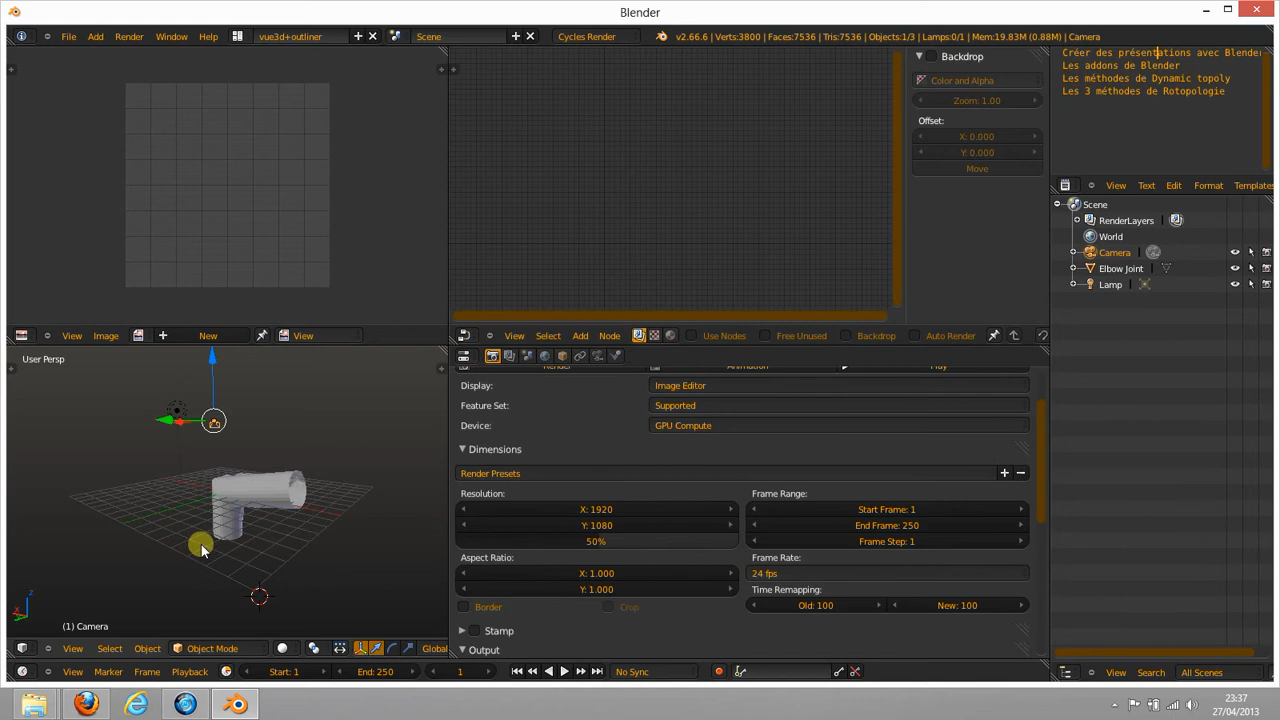 Blender
File Add Render Window Help vue3d+outliner Scene Cycles Render v2.66.6 | Verts:3800 | Faces:7536 | Tris:7536 | Objects:1/3 | Lamps:0/1 | Mem:19.83M (0.88M) | Camera
Créer des présentations avec Blender
Les addons de Blender
Les méthodes de Dynamic topoly
Les 3 méthodes de Rotopologie
Backdrop
Color and Alpha
Zoom: 1.00
Offset:
X: 0.000
Y: 0.000
Move
View Text Edit Format Templates
Scene
RenderLayers
World
Camera
Elbow Joint
Lamp
View Image New View
View Select Add Node Use Nodes Free Unused Backdrop Auto Render
User Persp
(1) Camera
Render Animation Play
Display: Image Editor
Feature Set: Supported
Device: GPU Compute
Dimensions
Render Presets
Resolution: Frame Range:
X: 1920 Start Frame: 1
Y: 1080 End Frame: 250
50% Frame Step: 1
Aspect Ratio: Frame Rate:
X: 1.000 24 fps
Y: 1.000 Time Remapping:
Border Crop Old: 100 New: 100
Stamp
Output
View Select Object Object Mode Global
View Marker Frame Playback Start: 1 End: 250 1 No Sync
View Search All Scenes
23:37
27/04/2013